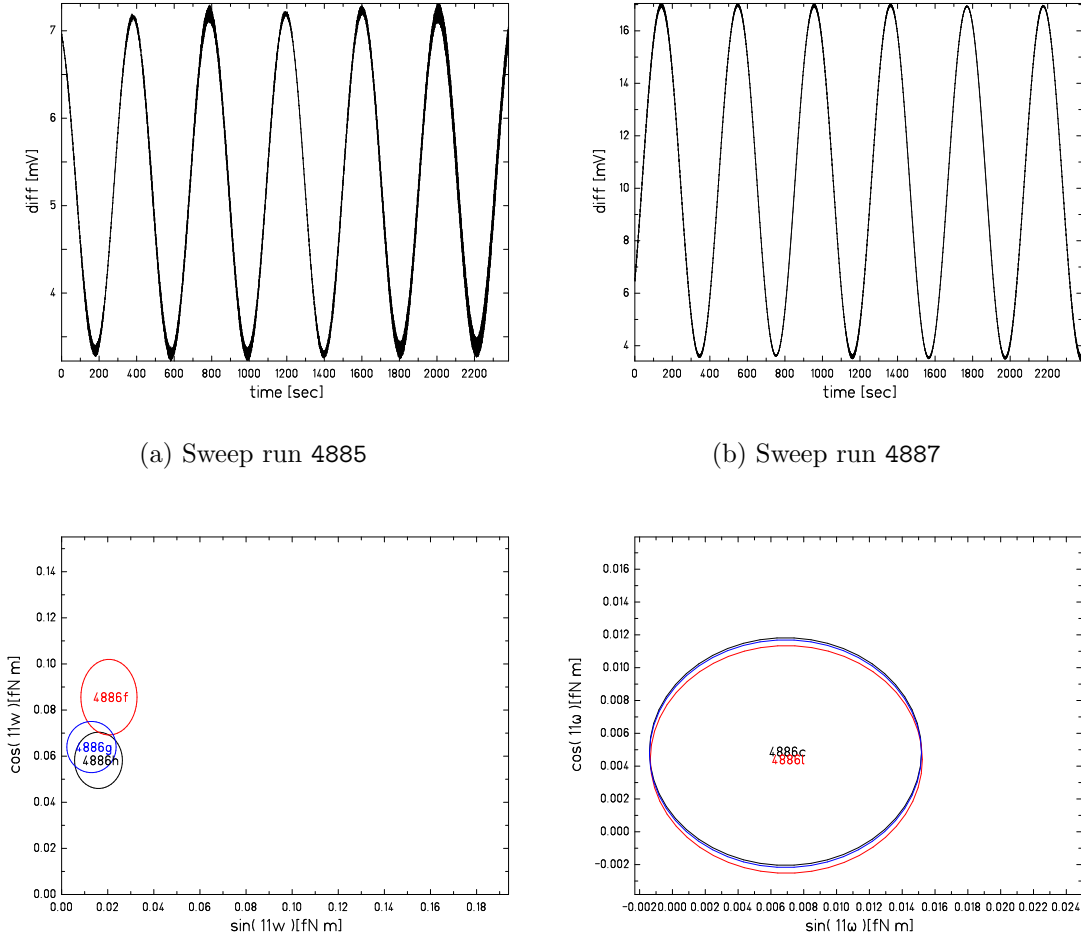 7
6
5
4
diff [mV]
0 200 400 600 800 1000 1200 1400 1600 1800 2000 2200
time [sec]
(a) Sweep run 4885
16
14
12
10
8
6
4
diff [mV]
0 200 400 600 800 1000 1200 1400 1600 1800 2000 2200
time [sec]
(b) Sweep run 4887
0.14
0.12
0.10
0.08
0.06
0.04
0.02
0.00
cos( 11w )[fN m]
4886f
4886g
4886h
0.00 0.02 0.04 0.06 0.08 0.10 0.12 0.14 0.16 0.18
sin( 11w )[fN m]
0.016
0.014
0.012
0.010
0.008
0.006
0.004
0.002
0.000
-0.002
cos( 11ω)[fN m]
4886c
4886l
-0.002 0.000 0.002 0.004 0.006 0.008 0.010 0.012 0.014 0.016 0.018 0.020 0.022 0.024
sin( 11ω)[fN m]